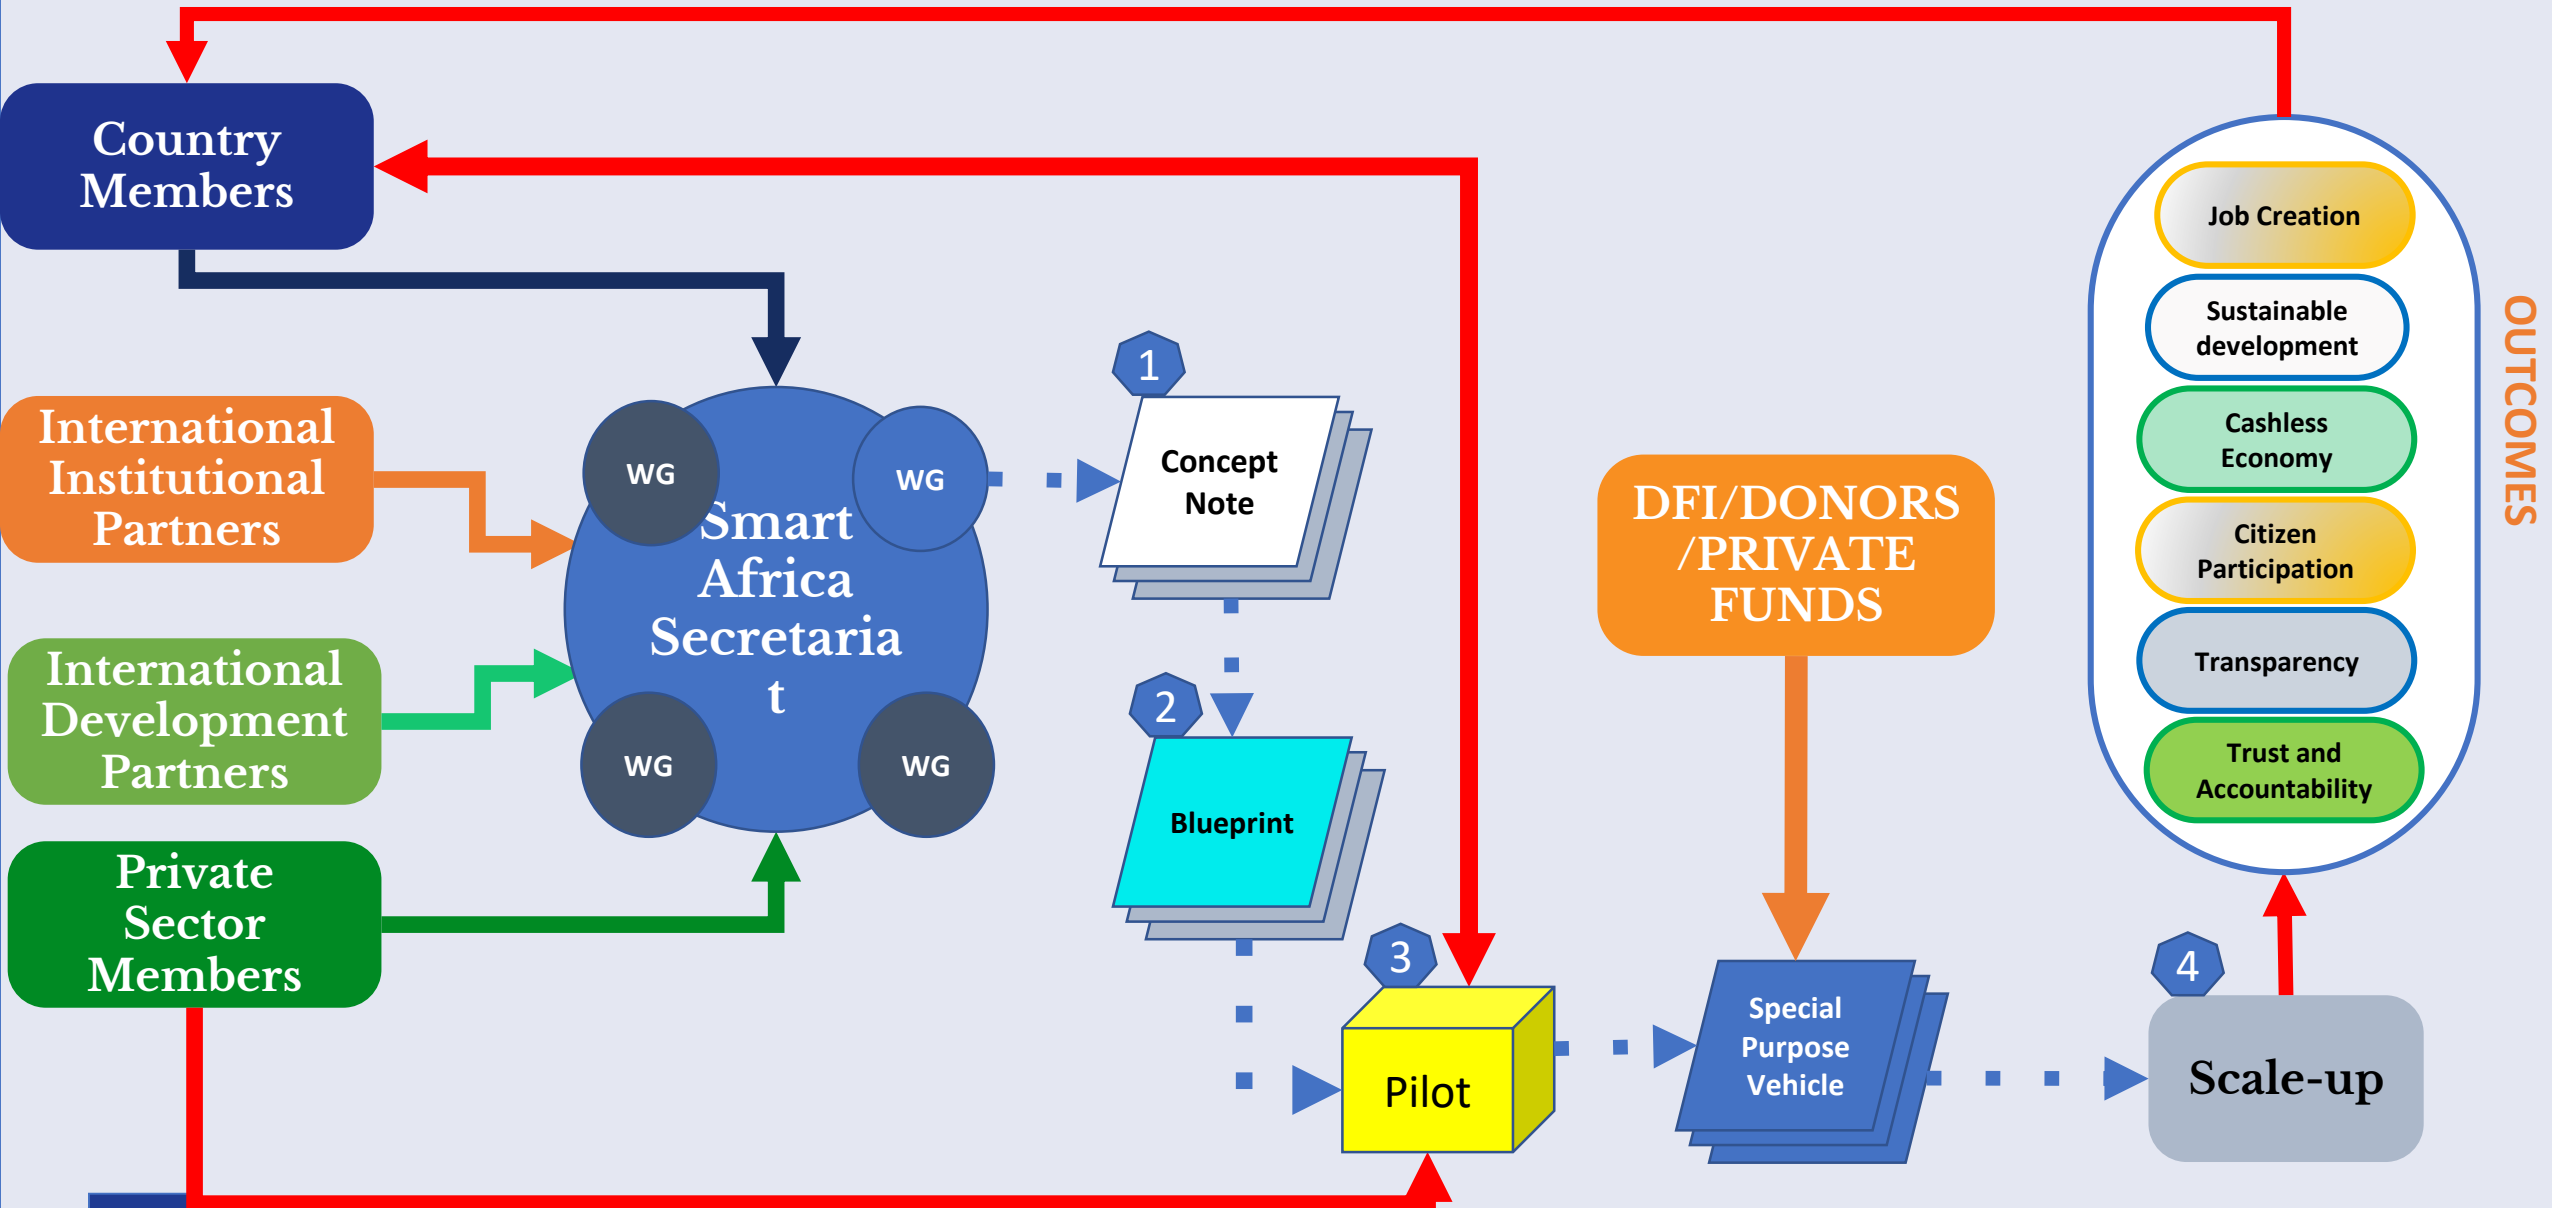 Country
Members
International
Institutional
Partners
International
Development
Partners
Private
Sector
Members
WG
WG
Smart
Africa
Secretaria
t
WG
WG
1
Concept
Note
2
Blueprint
3
Pilot
DFI/DONORS
/PRIVATE
FUNDS
Special
Purpose
Vehicle
4
Scale-up
Job Creation
Sustainable
development
Cashless
Economy
Citizen
Participation
Transparency
Trust and
Accountability
OUTCOMES